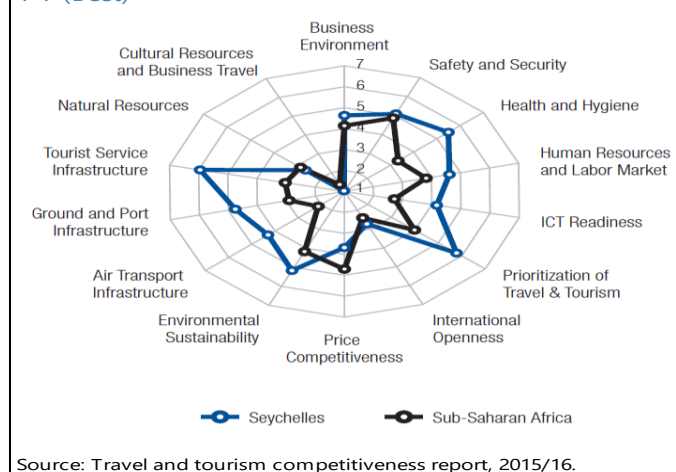 1-7 (Best)
Business
Environment
Cultural Resources
and Business Travel
Safety and Security
Natural Resources
Health and Hygiene
Tourist Service
Infrastructure
Human Resources
and Labor Market
Ground and Port
Infrastructure
ICT Readiness
Air Transport
Infrastructure
Prioritization of
Travel & Tourism
Environmental
Sustainability
International
Openness
Price
Competitiveness
7
6
5
4
3
2
1
Seychelles
Sub-Saharan Africa
Source: Travel and tourism competitiveness report, 2015/16.